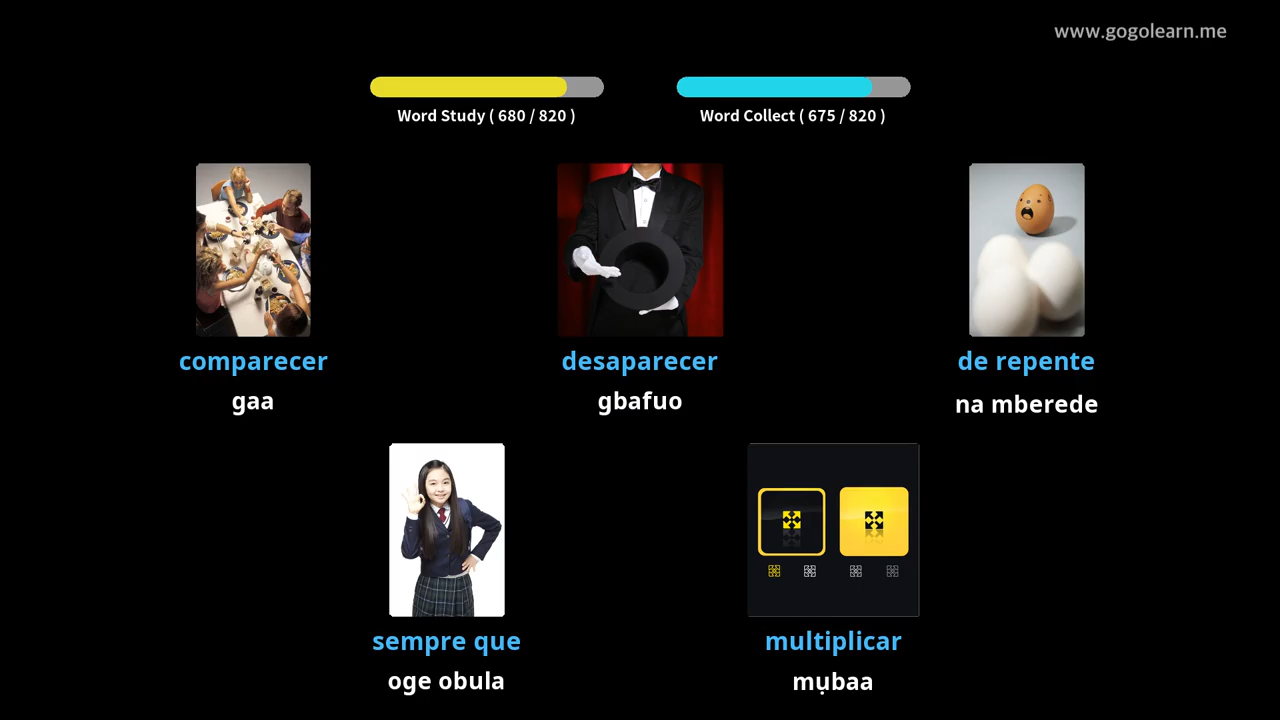 www.gogolearn.me
Word Study ( 680 / 820 )
Word Collect ( 675 / 820 )
comparecer
gaa
desaparecer
gbafuo
de repente
na mberede
sempre que
oge obula
multiplicar
mụbaa